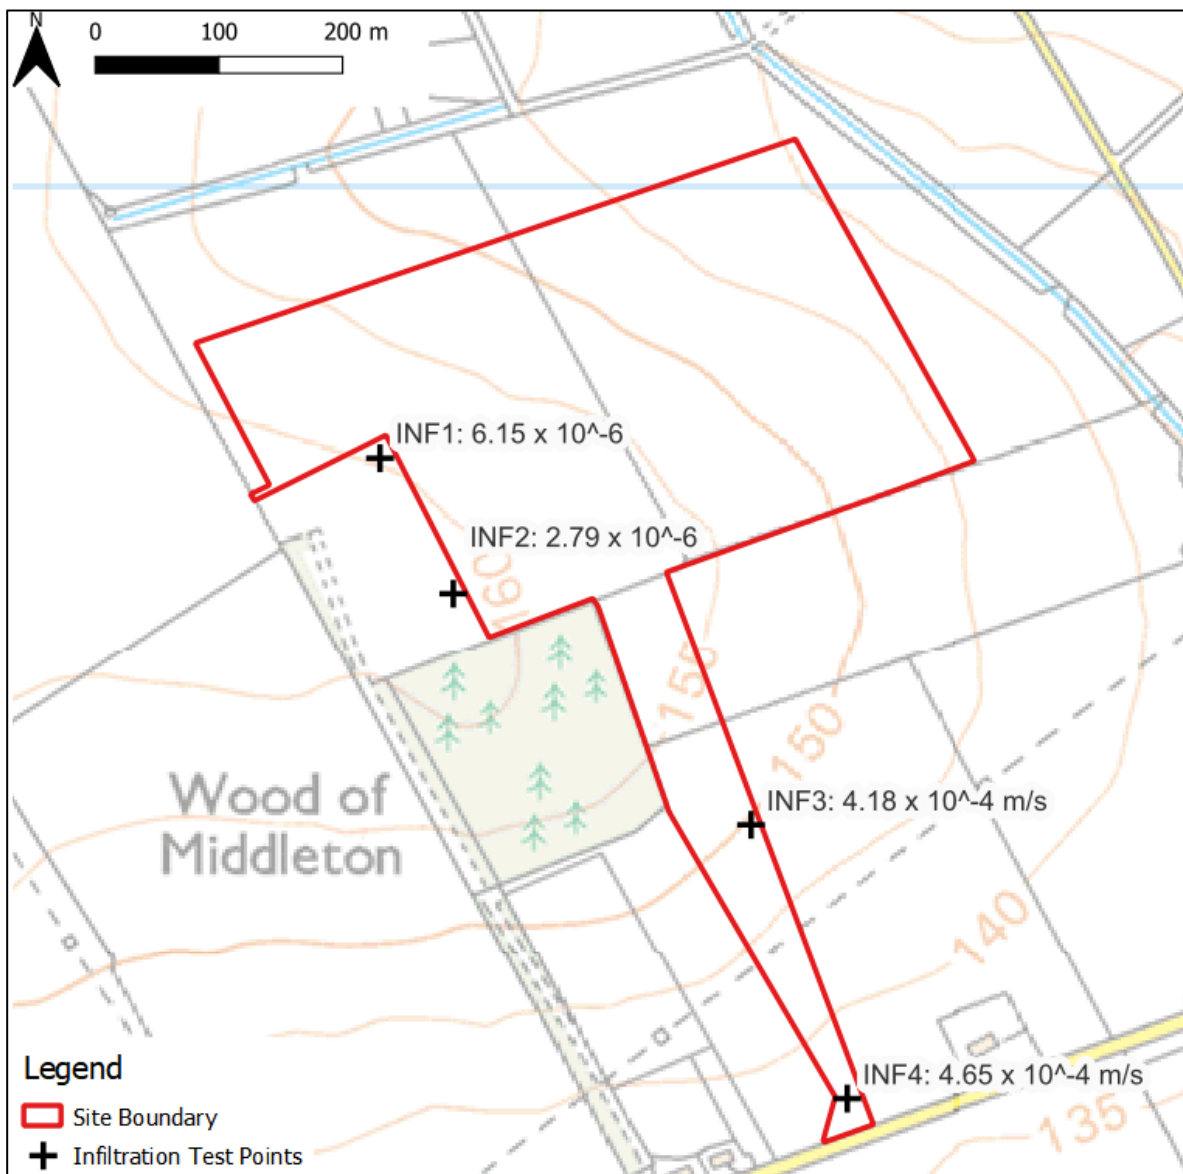 N
0 100 200 m
INF1: 6.15 x 10^-6
INF2: 2.79 x 10^-6
160
155
150
INF3: 4.18 x 10^-4 m/s
Wood of
Middleton
140
INF4: 4.65 x 10^-4 m/s
135
Legend
Site Boundary
Infiltration Test Points